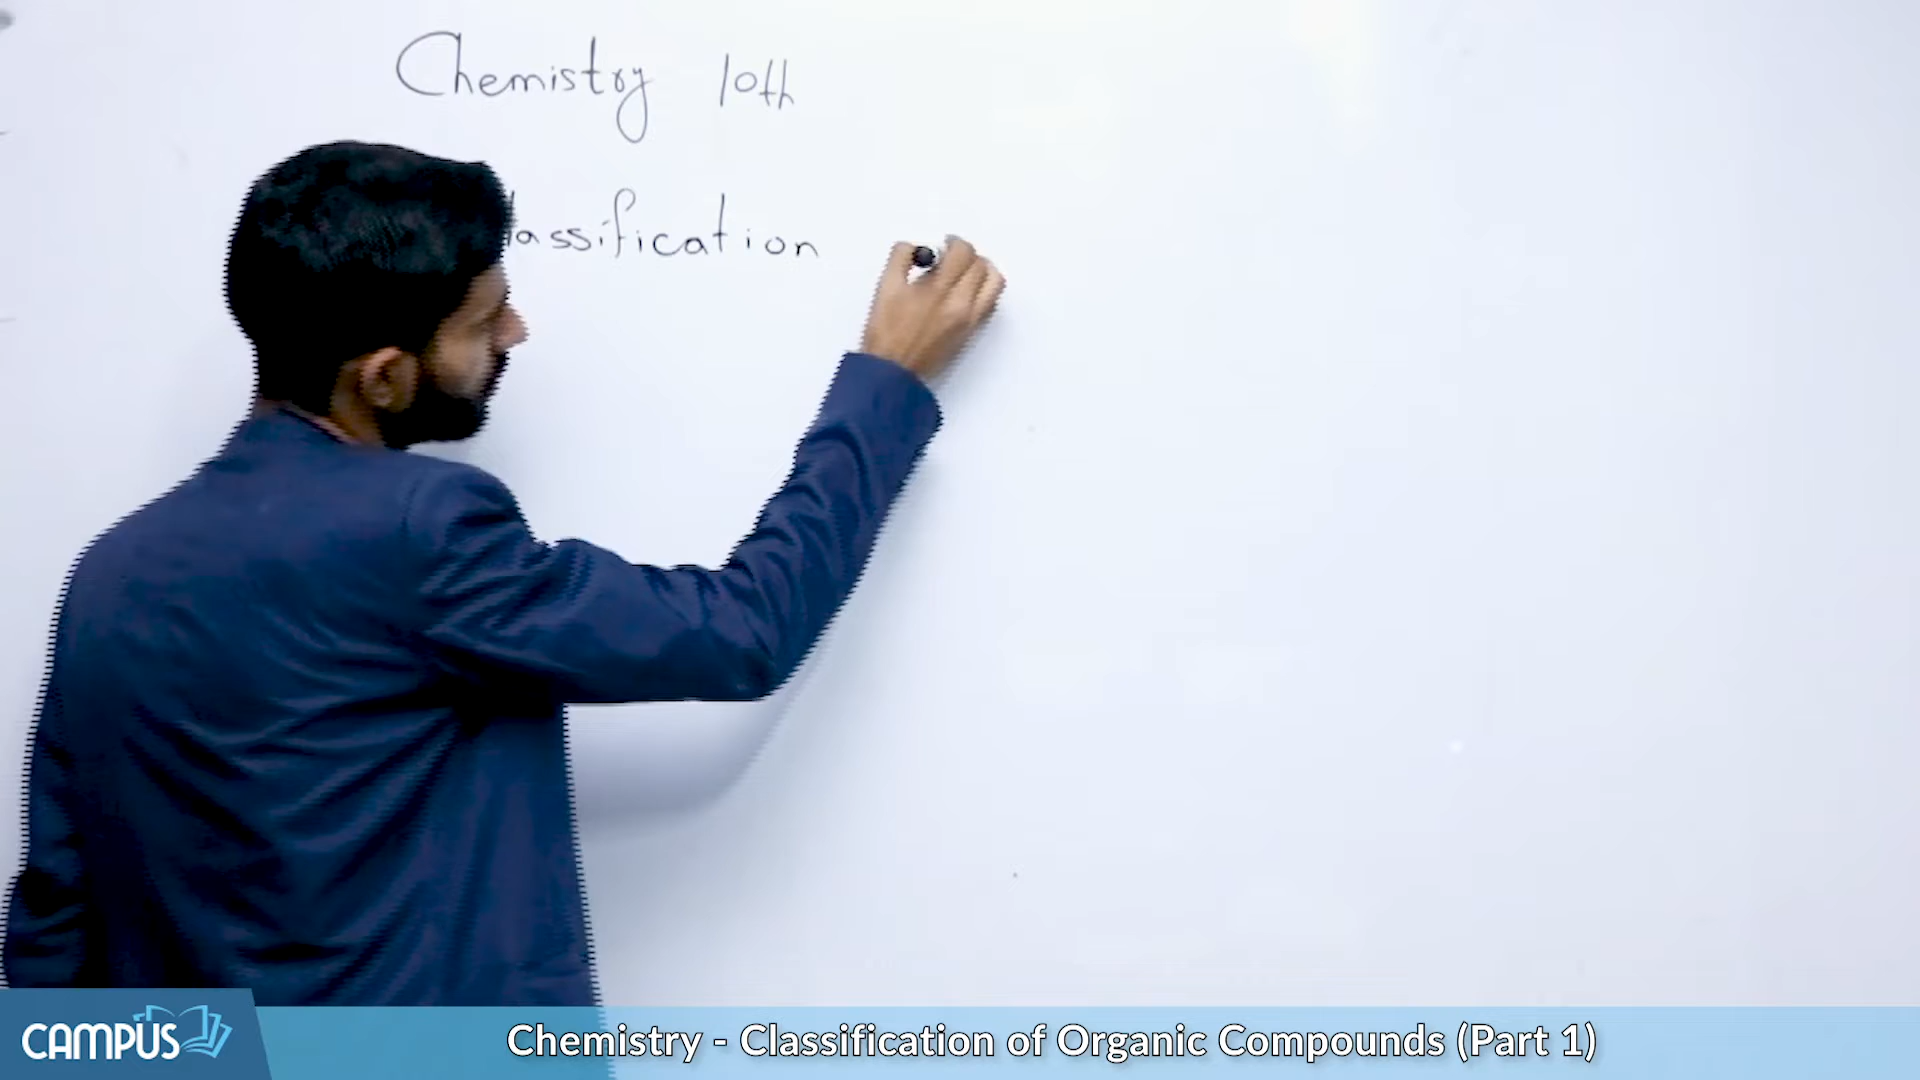 Chemistry 10th
lassification
CAMPUS
Chemistry - Classification of Organic Compounds (Part 1)